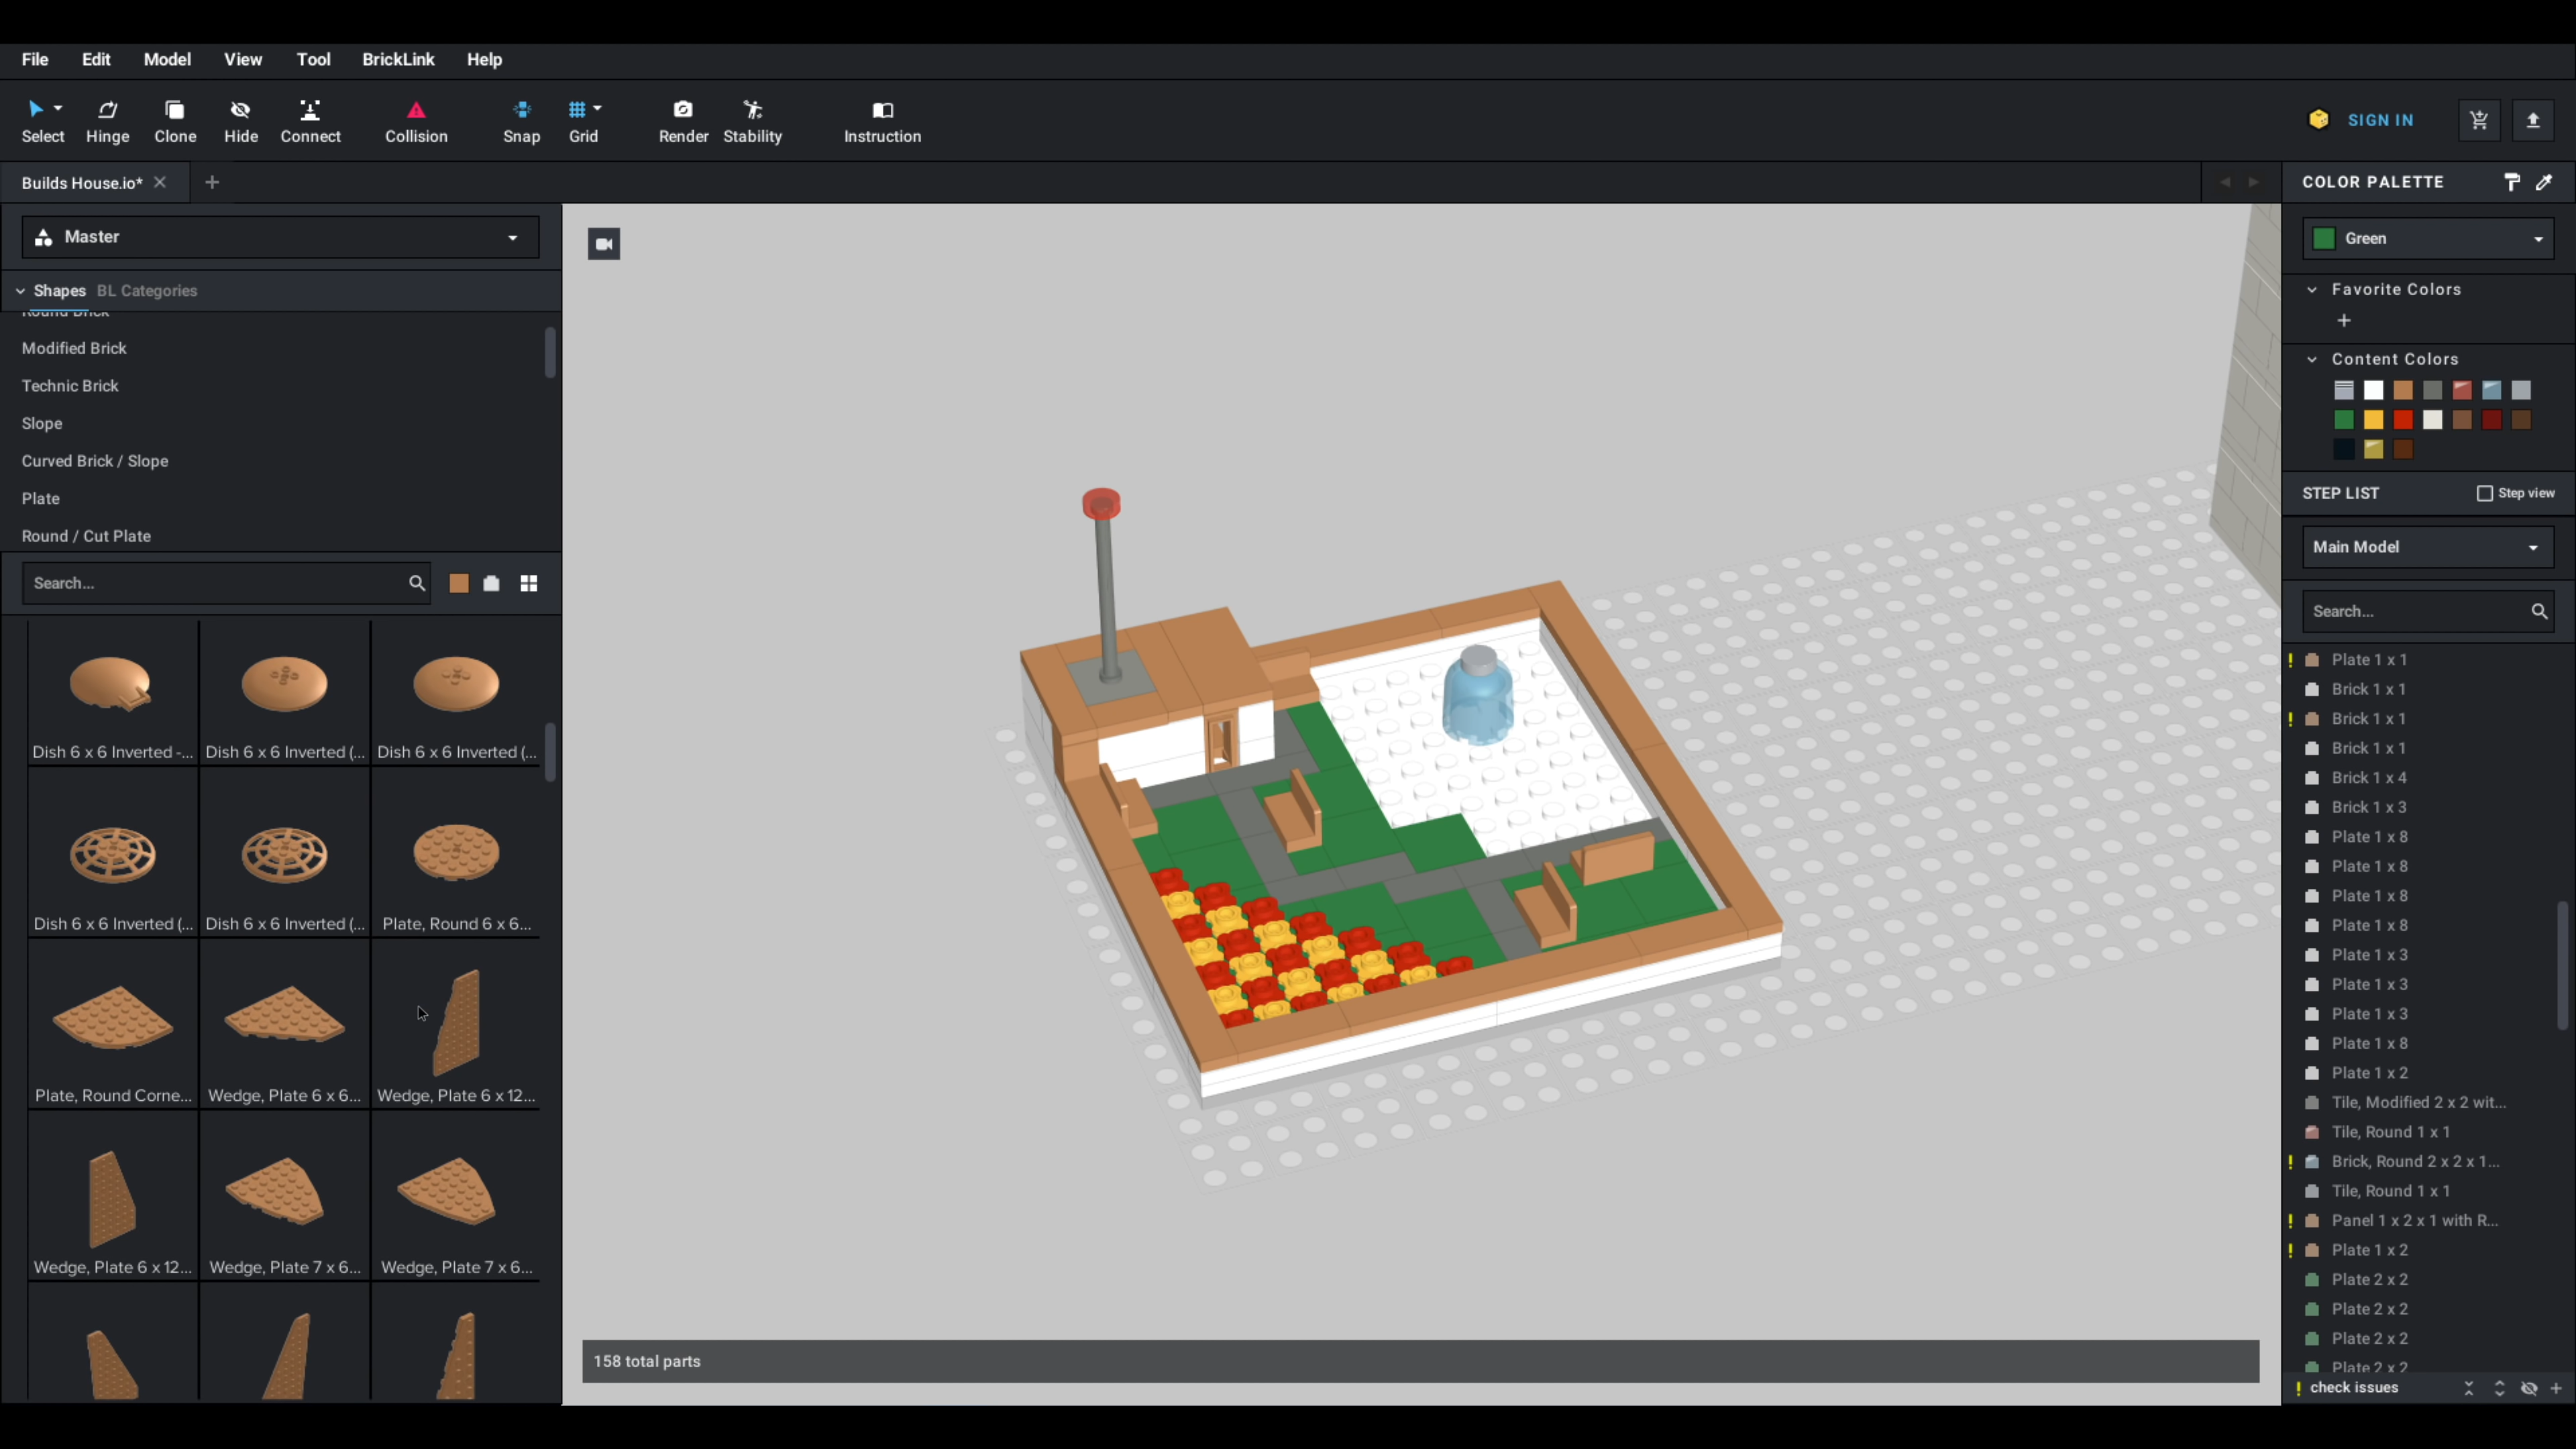 File Edit Model View Tool BrickLink Help
Select Hinge Clone Hide Connect Collision Snap Grid Render Stability Instruction SIGN IN
Builds House.io*
COLOR PALETTE
Master
Green
Shapes BL Categories
Favorite Colors
Round Brick
Modified Brick
Content Colors
Technic Brick
Slope
Curved Brick / Slope
Plate
STEP LIST Step view
Round / Cut Plate
Main Model
Search...
Search...
Dish 6 x 6 Inverted -... Dish 6 x 6 Inverted (... Dish 6 x 6 Inverted (...
Dish 6 x 6 Inverted (... Dish 6 x 6 Inverted (... Plate, Round 6 x 6...
Plate, Round Corne... Wedge, Plate 6 x 6... Wedge, Plate 6 x 12...
Wedge, Plate 6 x 12... Wedge, Plate 7 x 6... Wedge, Plate 7 x 6...
158 total parts
Plate 1 x 1
Brick 1 x 1
Brick 1 x 1
Brick 1 x 1
Brick 1 x 4
Brick 1 x 3
Plate 1 x 8
Plate 1 x 8
Plate 1 x 8
Plate 1 x 8
Plate 1 x 3
Plate 1 x 3
Plate 1 x 3
Plate 1 x 8
Plate 1 x 2
Tile, Modified 2 x 2 wit...
Tile, Round 1 x 1
Brick, Round 2 x 2 x 1...
Tile, Round 1 x 1
Panel 1 x 2 x 1 with R...
Plate 1 x 2
Plate 2 x 2
Plate 2 x 2
Plate 2 x 2
Plate 2 x 2
check issues